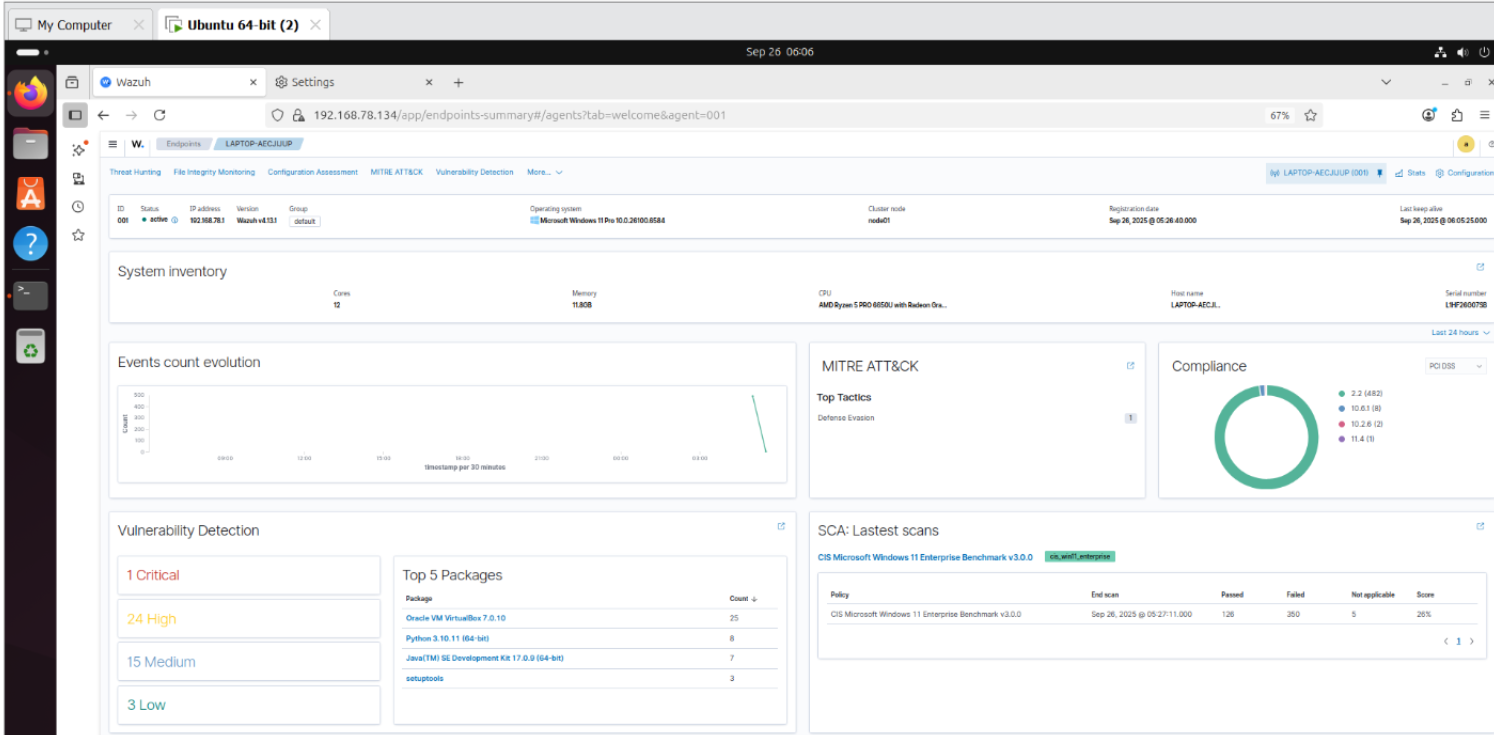 My Computer
Ubuntu 64-bit (2)
Sep 26 06:06
Wazuh
Settings
192.168.78.134/app/endpoints-summary#/agents?tab=welcome&agent=001
67%
W.
Endpoints
LAPTOP-AECJUUP
a
Threat Hunting File Integrity Monitoring Configuration Assessment MITRE ATT&CK Vulnerability Detection More...
LAPTOP-AECJUUP (001) Stats Configuration
ID Status IP address Version Group Operating system Cluster node Registration date Last keep alive
001 active 192.168.78.1 Wazuh v4.13.1 default Microsoft Windows 11 Pro 10.0.26100.6584 node01 Sep 26, 2025 @ 05:26:40.000 Sep 26, 2025 @ 06:05:25.000
System inventory
Cores Memory CPU Host name Serial number
12 11.8GB AMD Ryzen 5 PRO 6650U with Radeon Gra... LAPTOP-AECJ... L1HF26007SB
Last 24 hours
Events count evolution
500
400
300
200
100
0
Count
09:00 12:00 15:00 18:00 21:00 00:00 03:00
timestamp per 30 minutes
MITRE ATT&CK
Top Tactics
Defense Evasion 1
Compliance
PCI DSS
2.2 (482)
10.6.1 (8)
10.2.6 (2)
11.4 (1)
Vulnerability Detection
1 Critical
24 High
15 Medium
3 Low
Top 5 Packages
Package Count
Oracle VM VirtualBox 7.0.10 25
Python 3.10.11 (64-bit) 8
Java(TM) SE Development Kit 17.0.9 (64-bit) 7
setuptools 3
SCA: Lastest scans
CIS Microsoft Windows 11 Enterprise Benchmark v3.0.0 cis_win11_enterprise
Policy End scan Passed Failed Not applicable Score
CIS Microsoft Windows 11 Enterprise Benchmark v3.0.0 Sep 26, 2025 @ 05:27:11.000 126 350 5 26%
1